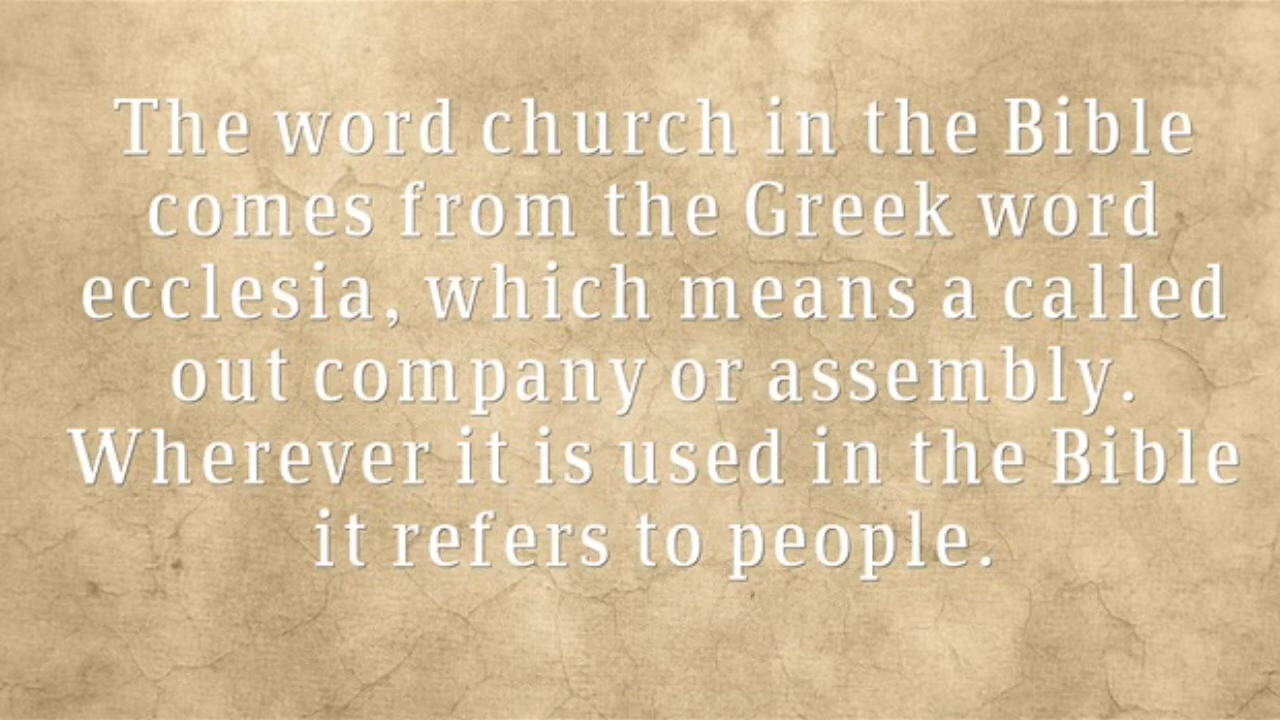 The word church in the Bible
comes from the Greek word
ecclesia, which means a called
out company or assembly.
Wherever it is used in the Bible
it refers to people.